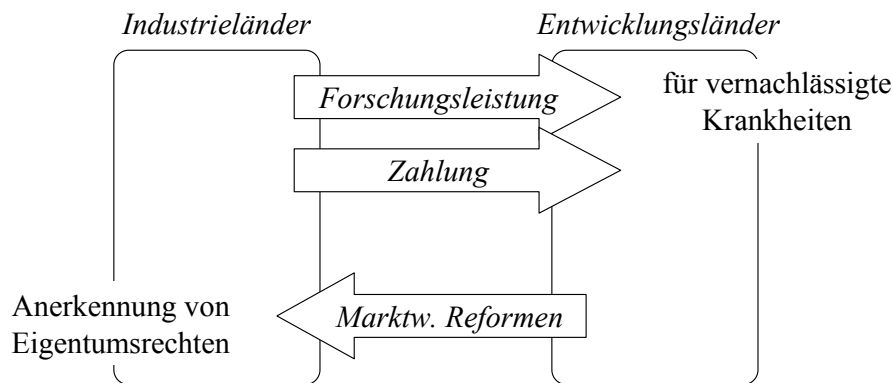 Industrieländer
Entwicklungsländer
Forschungsleistung
für vernachlässigte
Krankheiten
Zahlung
Anerkennung von
Eigentumsrechten
Marktw. Reformen